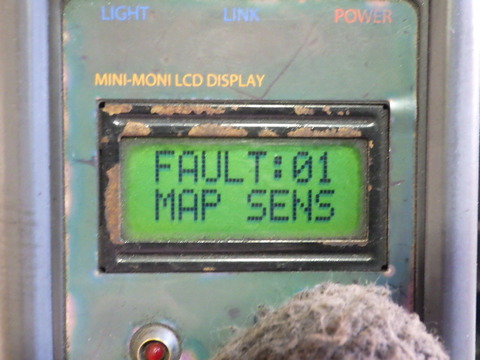 LIGHT LINK POWER
MINI-MONI LCD DISPLAY
FAULT:01
MAP SENS